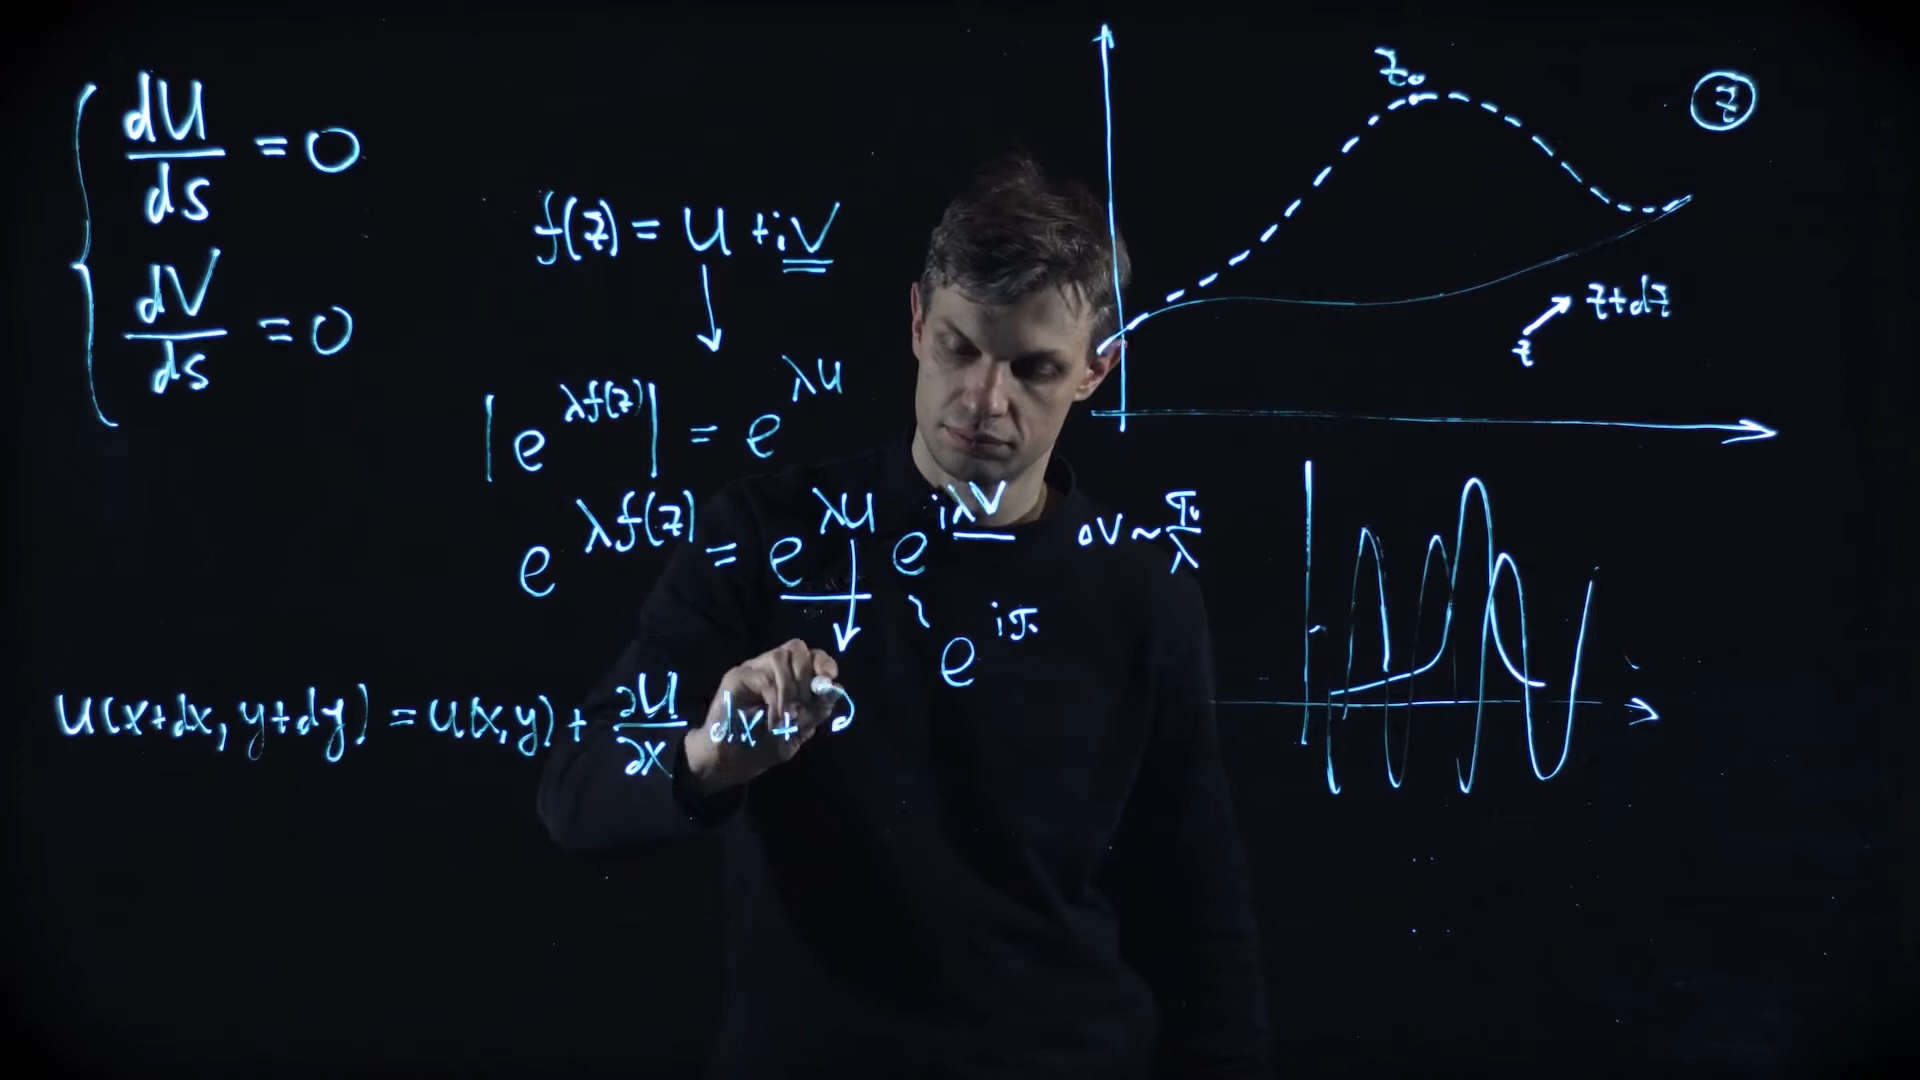 dU/ds = 0
dV/ds = 0
f(z) = U + iV
|e^{λf(z)}| = e^{λU}
e^{λf(z)} = e^{λU} e^{iλV}
ΔV ~ π/λ
e^{iπ}
U(x+dx, y+dy) = U(x,y) + ∂U/∂x dx + ∂
z₀
z
z+dz
z